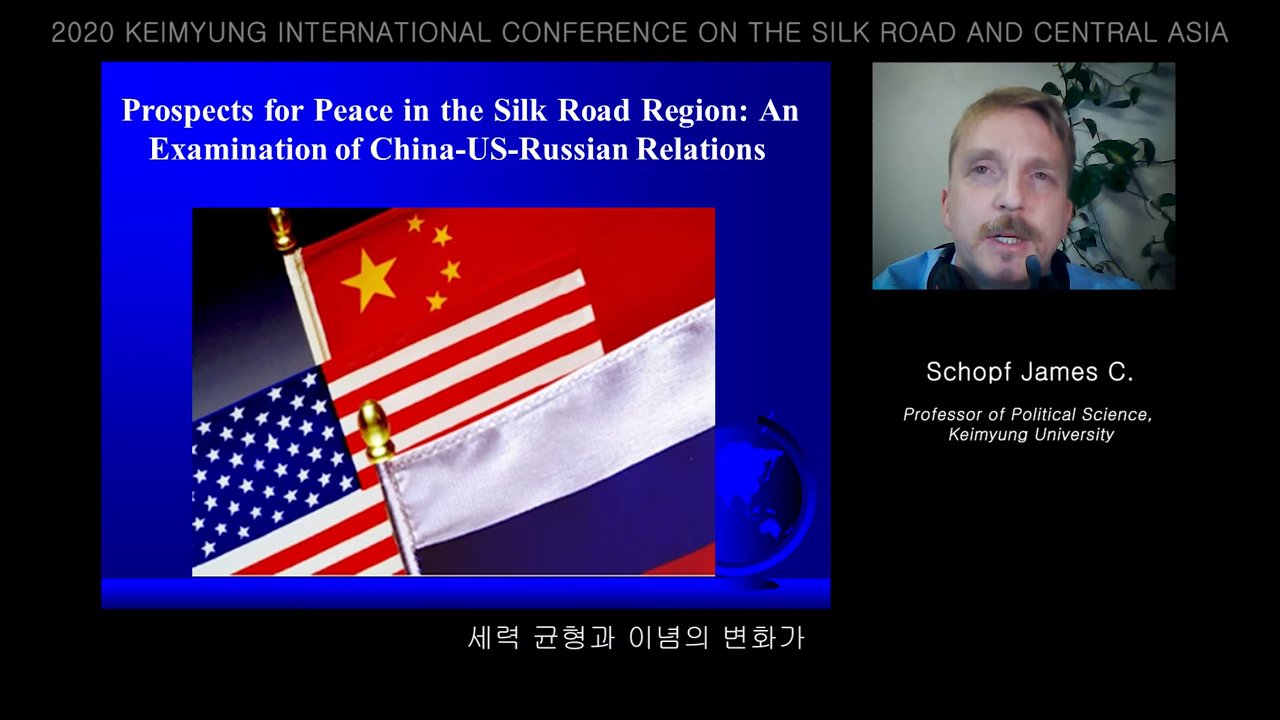 2020 KEIMYUNG INTERNATIONAL CONFERENCE ON THE SILK ROAD AND CENTRAL ASIA
Prospects for Peace in the Silk Road Region: An
Examination of China-US-Russian Relations
Schopf James C.
Professor of Political Science,
Keimyung University
세력 균형과 이념의 변화가